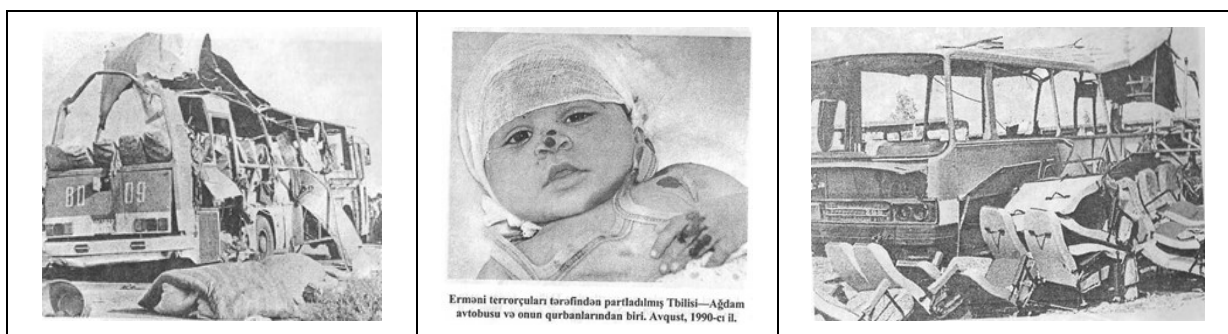 80 09
Erməni terrorçuları tərəfindən partladılmış Tbilisi—Ağdam
avtobusu və onun qurbanlarından biri. Avqust, 1990-cı il.